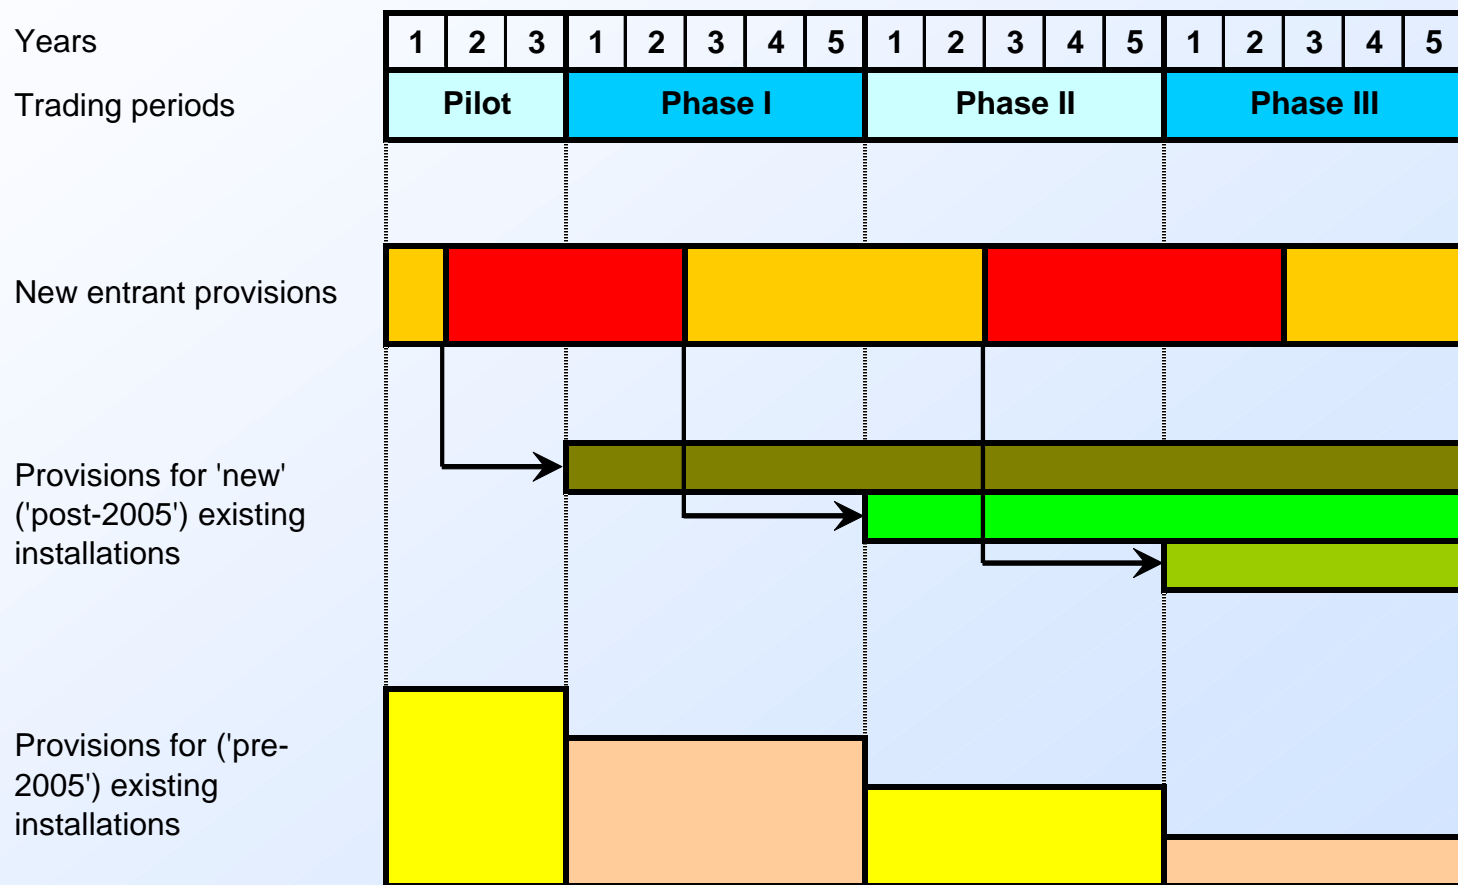 Years 1 2 3 1 2 3 4 5 1 2 3 4 5 1 2 3 4 5
Trading periods Pilot Phase I Phase II Phase III
New entrant provisions
Provisions for 'new'
('post-2005') existing
installations
Provisions for ('pre-
2005') existing
installations